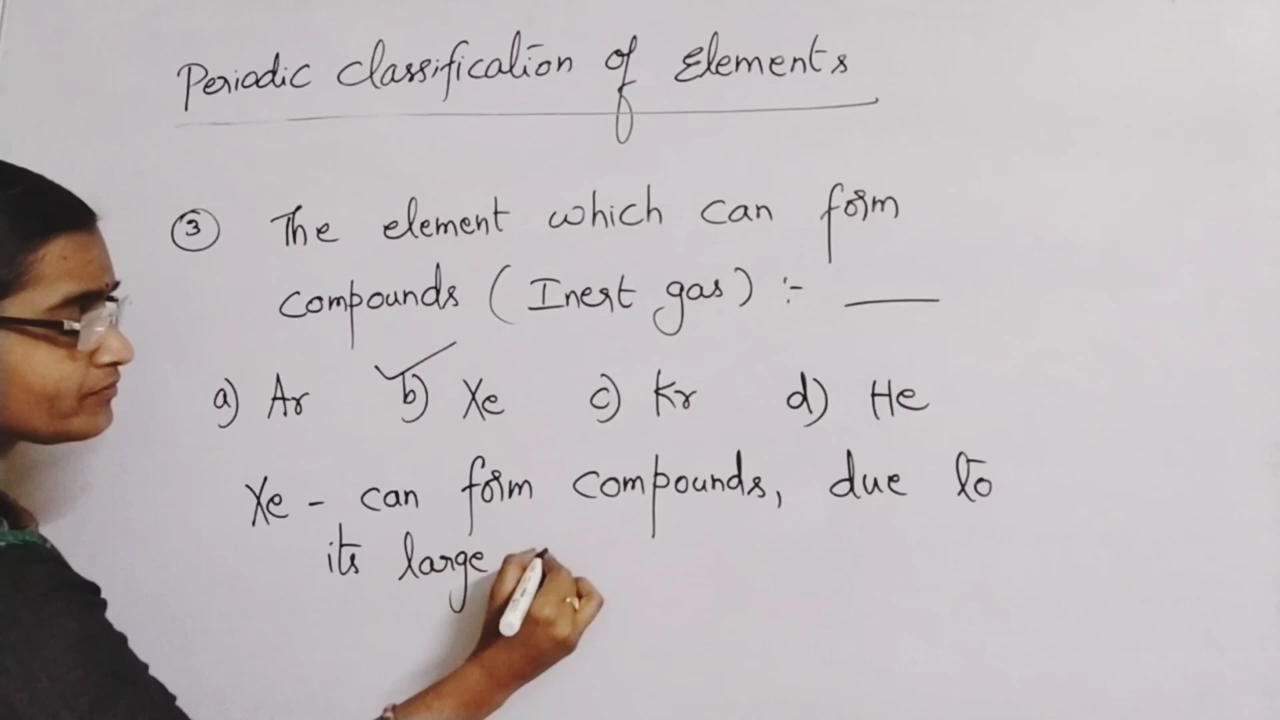 Periodic classification of Elements
③ The element which can form
compounds (Inert gas) :- ___
a) Ar b) Xe c) Kr d) He
Xe - can form compounds, due to
its large